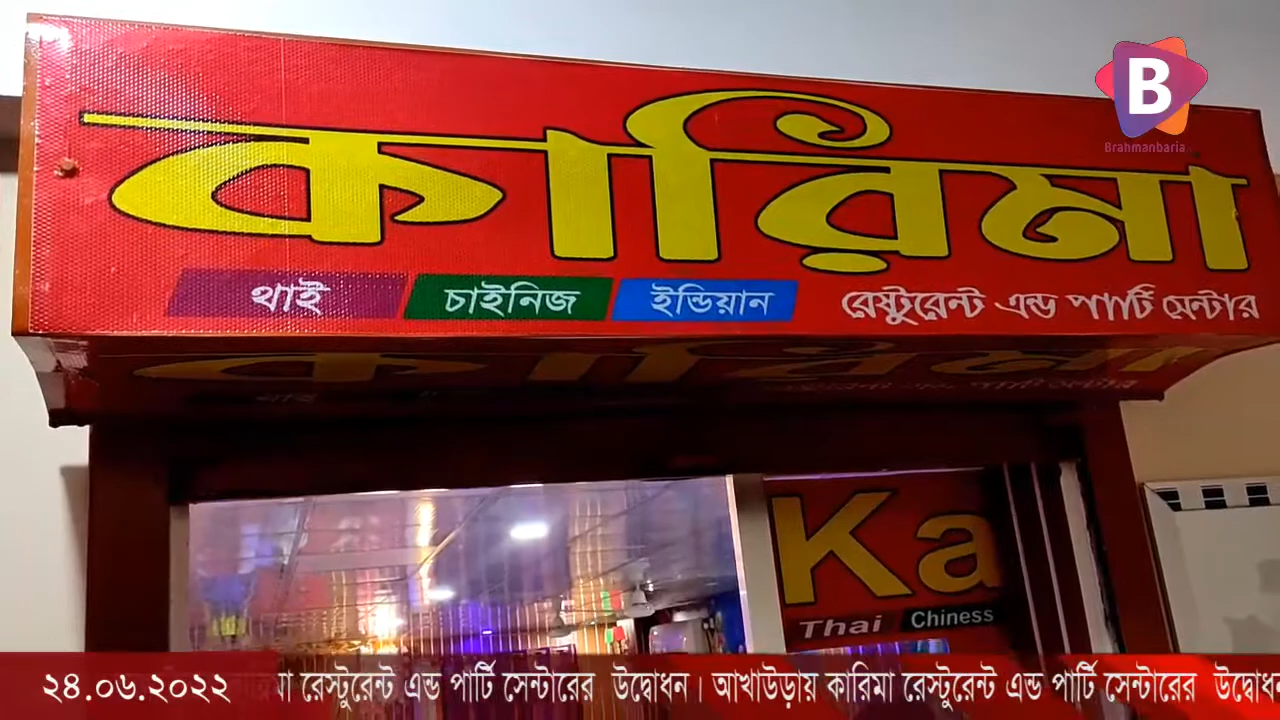 B
Brahmanbaria
কারিমা
থাই চাইনিজ ইন্ডিয়ান রেষ্টুরেন্ট এন্ড পার্টি সেন্টার
Ka
Thai Chiness
২৪.০৬.২০২২ মা রেস্টুরেন্ট এন্ড পার্টি সেন্টারের উদ্বোধন। আখাউড়ায় কারিমা রেস্টুরেন্ট এন্ড পার্টি সেন্টারের উদ্বোধন